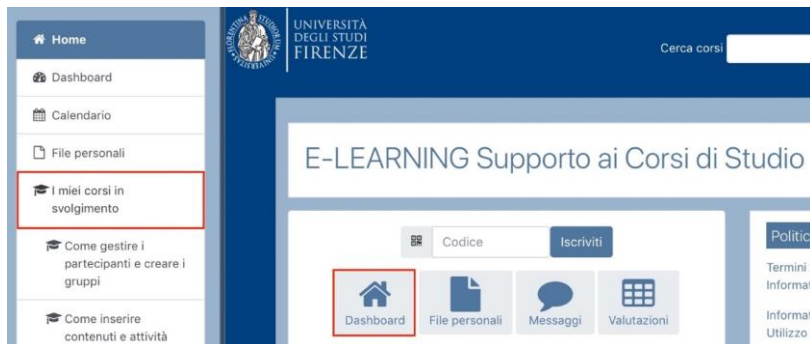 Home
Dashboard
Calendario
File personali
I miei corsi in
svolgimento
Come gestire i
partecipanti e creare i
gruppi
Come inserire
contenuti e attività
UNIVERSITÀ
DEGLI STUDI
FIRENZE
Cerca corsi
E-LEARNING Supporto ai Corsi di Studio
Codice
Iscriviti
Dashboard
File personali
Messaggi
Valutazioni
Termini
Utilizzo